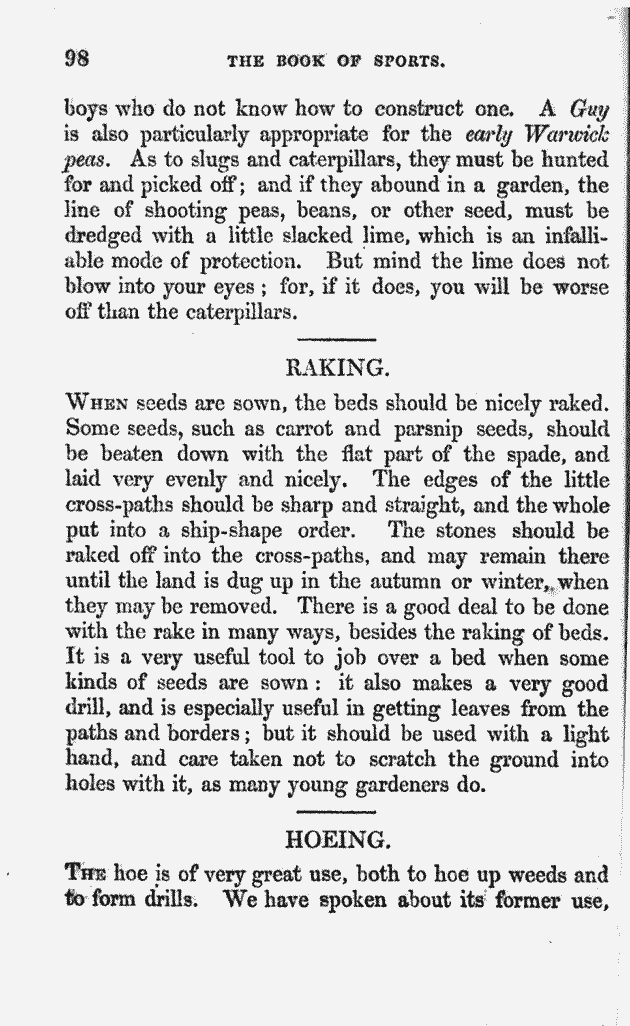 98 THE BOOK OF SPORTS.
boys who do not know how to construct one. A Guy
is also particularly appropriate for the early Warwick
peas. As to slugs and caterpillars, they must be hunted
for and picked off; and if they abound in a garden, the
line of shooting peas, beans, or other seed, must be
dredged with a little slacked lime, which is an infalli-
able mode of protection. But mind the lime does not
blow into your eyes; for, if it does, you will be worse
off than the caterpillars.
RAKING.
WHEN seeds are sown, the beds should be nicely raked.
Some seeds, such as carrot and parsnip seeds, should
be beaten down with the flat part of the spade, and
laid very evenly and nicely. The edges of the little
cross-paths should be sharp and straight, and the whole
put into a ship-shape order. The stones should be
raked off into the cross-paths, and may remain there
until the land is dug up in the autumn or winter, when
they may be removed. There is a good deal to be done
with the rake in many ways, besides the raking of beds.
It is a very useful tool to job over a bed when some
kinds of seeds are sown: it also makes a very good
drill, and is especially useful in getting leaves from the
paths and borders; but it should be used with a light
hand, and care taken not to scratch the ground into
holes with it, as many young gardeners do.
HOEING.
THE hoe is of very great use, both to hoe up weeds and
to form drills. We have spoken about its former use,